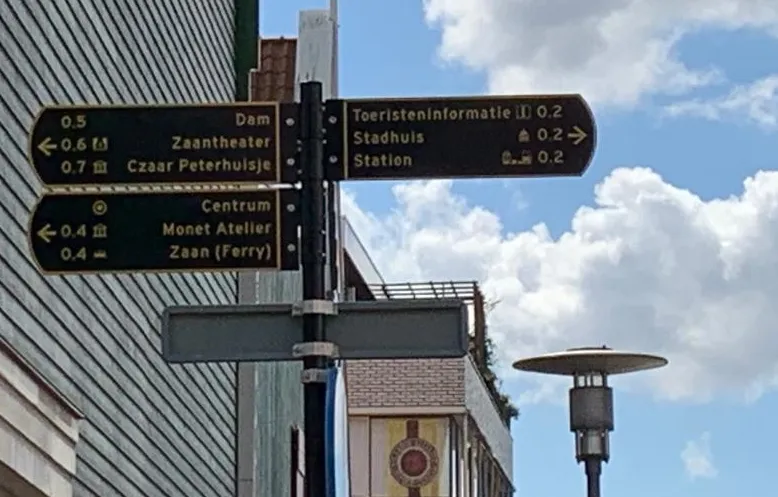 0.5 Dam
← 0.6 Zaantheater
0.7 Czaar Peterhuisje
Centrum
← 0.4 Monet Atelier
0.4 Zaan (Ferry)
Toeristeninformatie 0.2
Stadhuis 0.2 →
Station 0.2